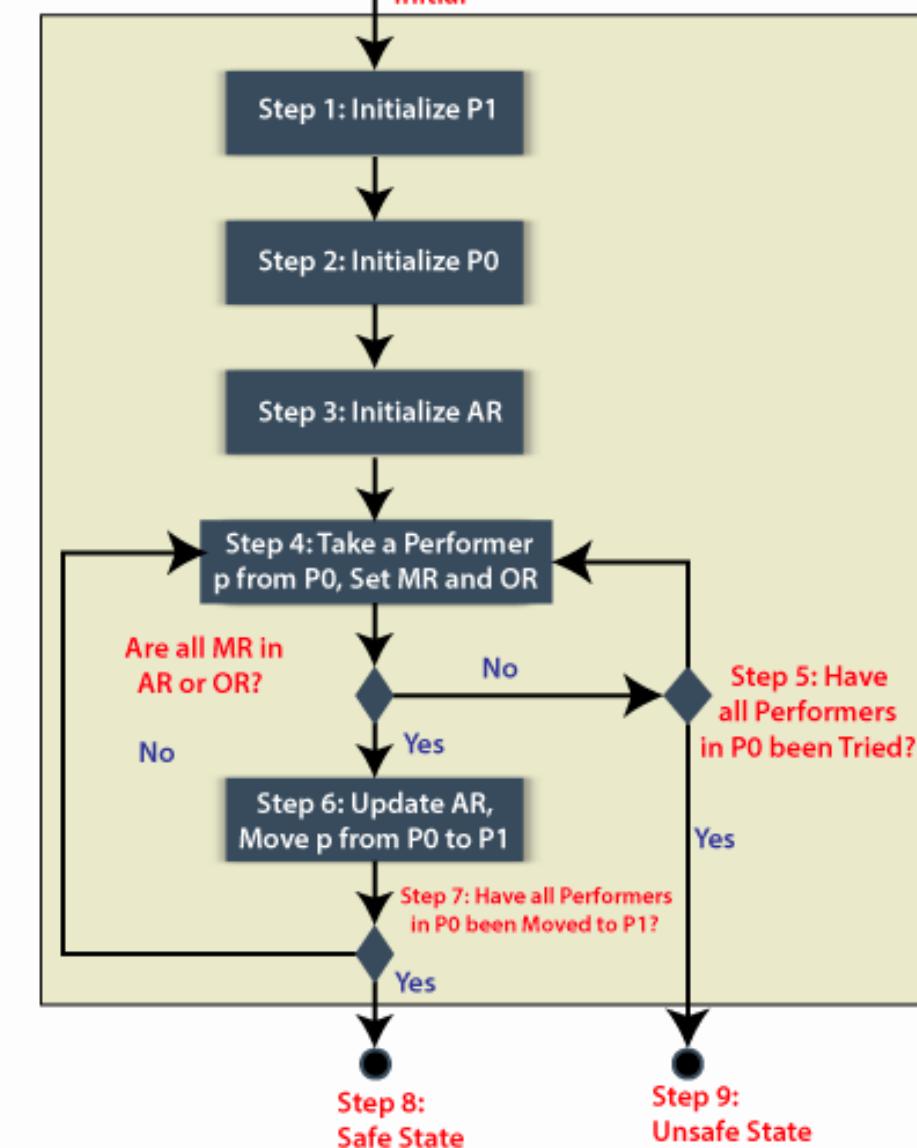 Initial
Step 1: Initialize P1
Step 2: Initialize P0
Step 3: Initialize AR
Step 4: Take a Performer
p from P0, Set MR and OR
Are all MR in
AR or OR?
No
Step 5: Have
all Performers
in P0 been Tried?
No
Yes
Step 6: Update AR,
Move p from P0 to P1
Yes
Step 7: Have all Performers
in P0 been Moved to P1?
Yes
Step 8:
Safe State
Step 9:
Unsafe State